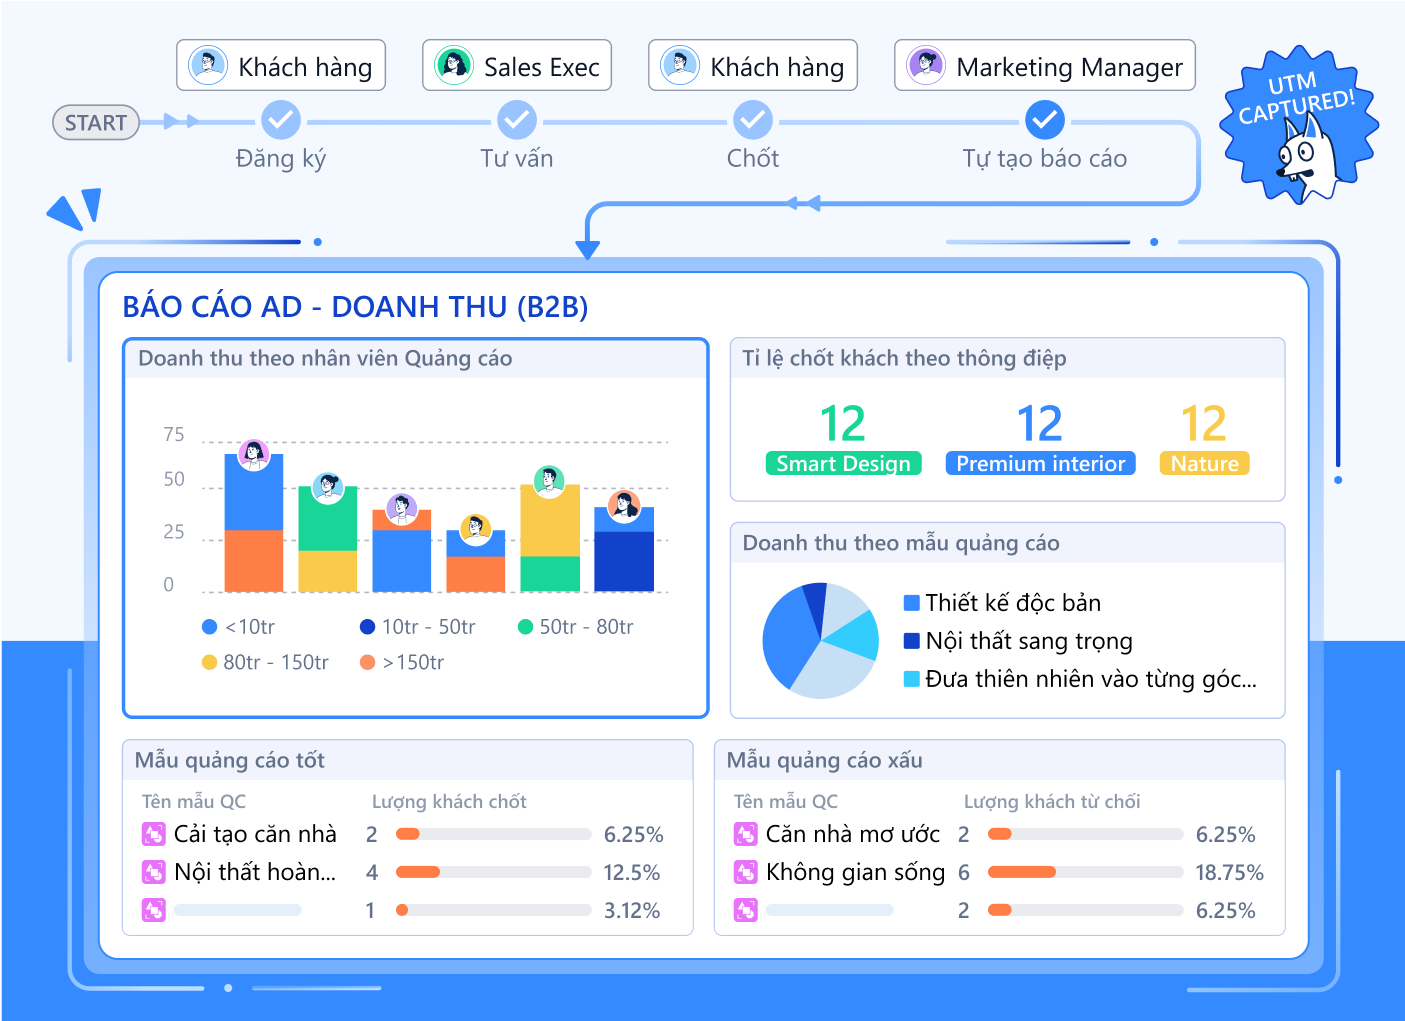 Khách hàng
Sales Exec
Khách hàng
Marketing Manager
UTM
CAPTURED!
START
Đăng ký
Tư vấn
Chốt
Tự tạo báo cáo
BÁO CÁO AD - DOANH THU (B2B)
Doanh thu theo nhân viên Quảng cáo
75
50
25
0
<10tr
10tr - 50tr
50tr - 80tr
80tr - 150tr
>150tr
Tỉ lệ chốt khách theo thông điệp
12
12
12
Smart Design
Premium interior
Nature
Doanh thu theo mẫu quảng cáo
Thiết kế độc bản
Nội thất sang trọng
Đưa thiên nhiên vào từng góc...
Mẫu quảng cáo tốt
Tên mẫu QC
Lượng khách chốt
Cải tạo căn nhà 2 6.25%
Nội thất hoàn... 4 12.5%
1 3.12%
Mẫu quảng cáo xấu
Tên mẫu QC
Lượng khách từ chối
Căn nhà mơ ước 2 6.25%
Không gian sống 6 18.75%
2 6.25%